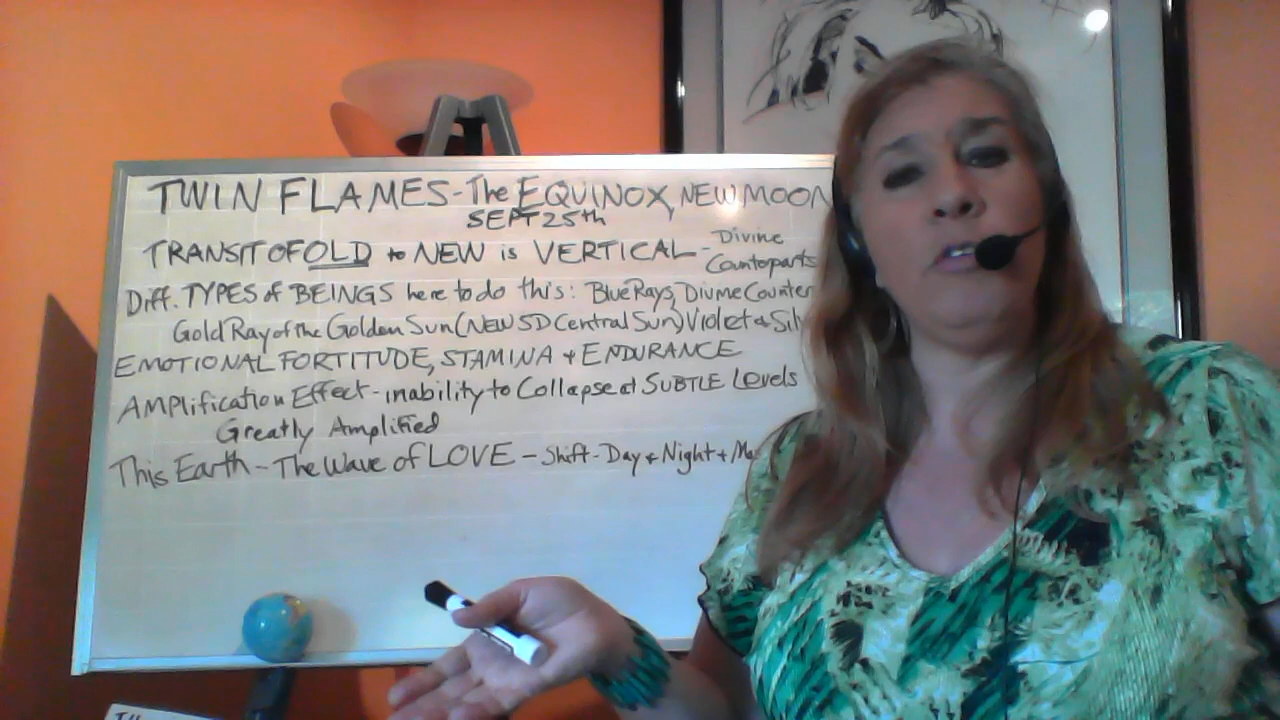 TWIN FLAMES - The EQUINOX, NEW MOON
SEPT 25th
TRANSIT OF OLD to NEW is VERTICAL - Divine
Counterparts
Diff. TYPES of BEINGS here to do this: Blue Rays, Divine Counter
Gold Ray of the Golden Sun (NEW 5D Central Sun) Violet & Sil
EMOTIONAL FORTITUDE, STAMINA & ENDURANCE
AMPlification Effect - inability to Collapse at SUBTLE Levels
Greatly Amplified
This Earth - The Wave of LOVE - Shift - Day & Night +